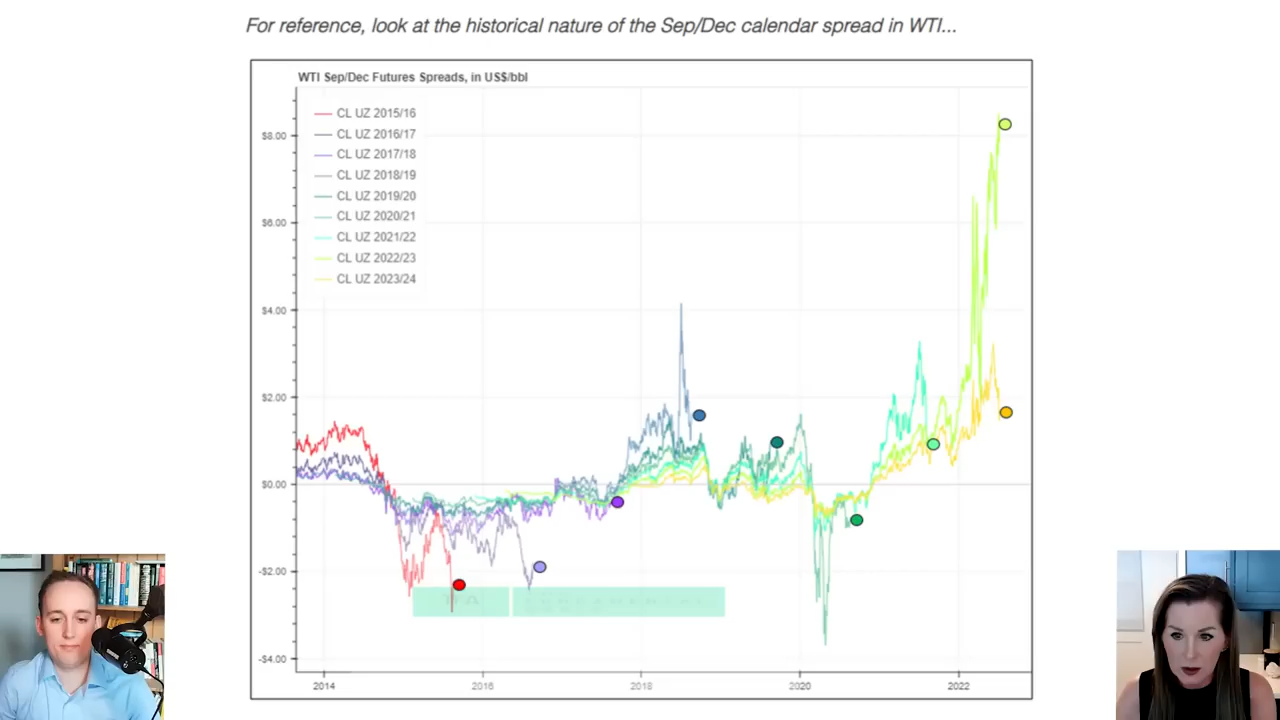 For reference, look at the historical nature of the Sep/Dec calendar spread in WTI...
WTI Sep/Dec Futures Spreads, in US$/bbl
CL UZ 2015/16
CL UZ 2016/17
CL UZ 2017/18
CL UZ 2018/19
CL UZ 2019/20
CL UZ 2020/21
CL UZ 2021/22
CL UZ 2022/23
CL UZ 2023/24
$8.00
$6.00
$4.00
$2.00
$0.00
-$2.00
-$4.00
2014 2016 2018 2020 2022